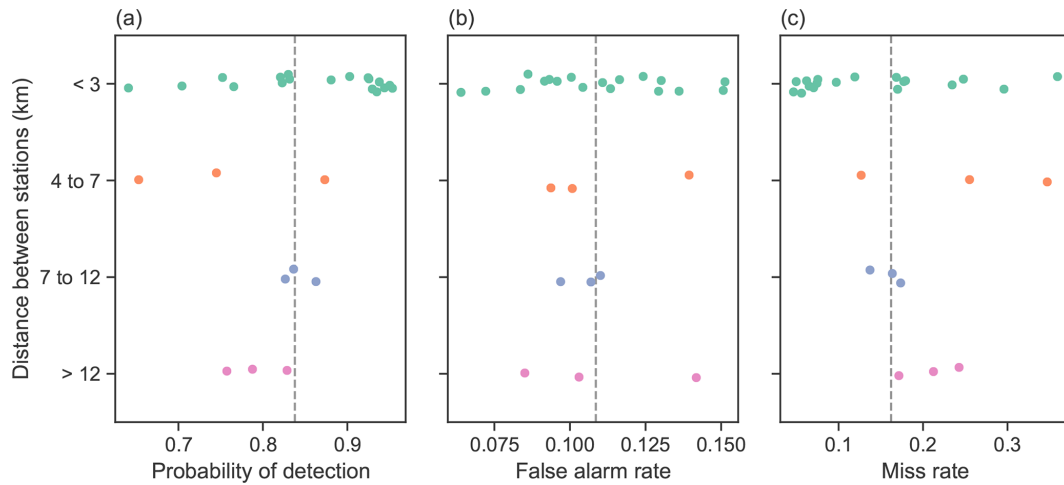 (a)
(b)
(c)
Distance between stations (km)
< 3
4 to 7
7 to 12
> 12
0.7 0.8 0.9
0.075 0.100 0.125 0.150
0.1 0.2 0.3
Probability of detection
False alarm rate
Miss rate